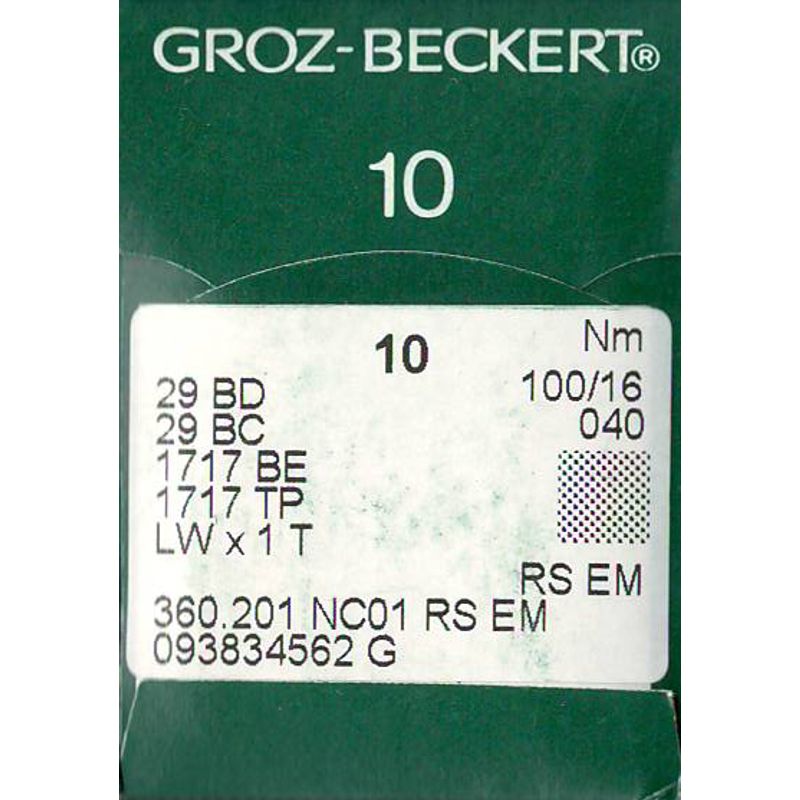 GROZ-BECKERT®
10
10
Nm
29 BD
100/16
29 BC
040
1717 BE
1717 TP
LW x 1 T
RS EM
360.201 NC01 RS EM
093834562 G